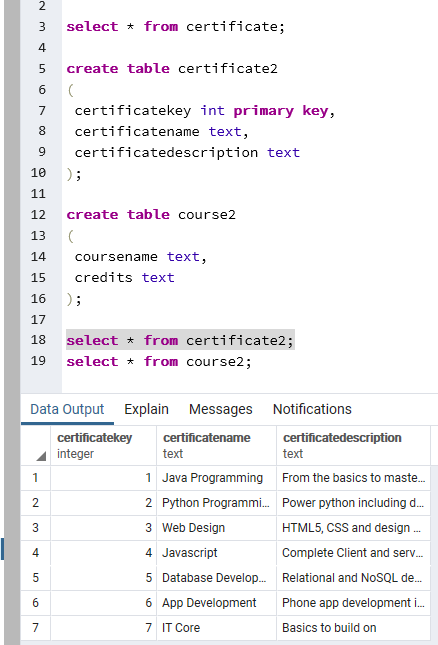 2
3 select * from certificate;
4
5 create table certificate2
6 (
7 certificatekey int primary key,
8 certificatename text,
9 certificatedescription text
10 );
11
12 create table course2
13 (
14 coursename text,
15 credits text
16 );
17
18 select * from certificate2;
19 select * from course2;
Data Output Explain Messages Notifications
certificatekey certificatename certificatedescription
integer text text
1 1 Java Programming From the basics to maste...
2 2 Python Programmi... Power python including d...
3 3 Web Design HTML5, CSS and design ...
4 4 Javascript Complete Client and serv...
5 5 Database Develop... Relational and NoSQL de...
6 6 App Development Phone app development i...
7 7 IT Core Basics to build on